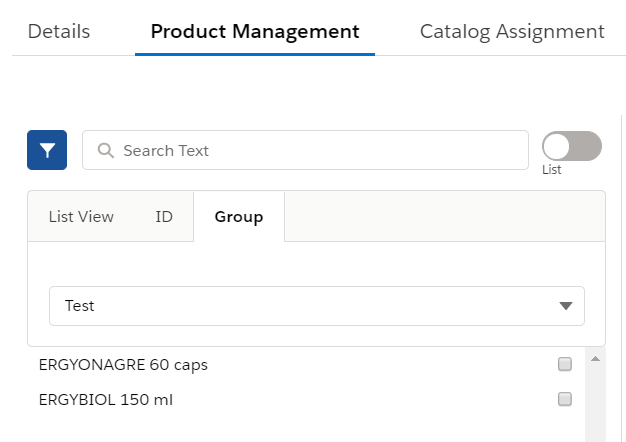 Details Product Management Catalog Assignment
Search Text
List
List View ID Group
Test
ERGYONAGRE 60 caps
ERGYBIOL 150 ml